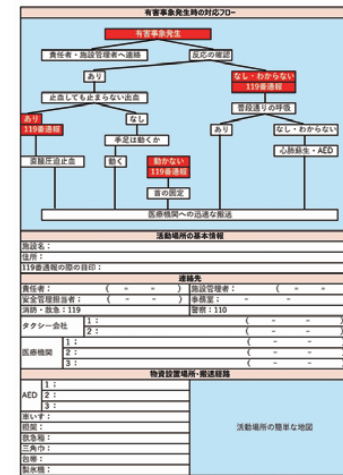 有害事象発生時の対応フロー
有害事象発生
責任者・施設管理者へ連絡
反応の確認
あり
なし・わからない
119番通報
止血しても止まらない出血
普段通りの呼吸
あり
119番通報
なし
手足は動くか
あり
なし・わからない
直接圧迫止血
動く
動かない
119番通報
心肺蘇生・AED
首の固定
医療機関への迅速な搬送
活動場所の基本情報
施設名:
住所:
119番通報の際の目印:
連絡先
責任者: ( - - ) 施設管理者: ( - - )
安全管理担当者: ( - - ) 事務室: - -
消防・救急:119 警察:110
タクシー会社 1: ( - - )
2: ( - - )
医療機関 1: ( - - )
2: ( - - )
3: ( - - )
物資設置場所・搬送経路
AED 1:
2:
3:
車いす:
担架:
救急箱:
三角巾:
包帯:
製氷機:
活動場所の簡単な地図